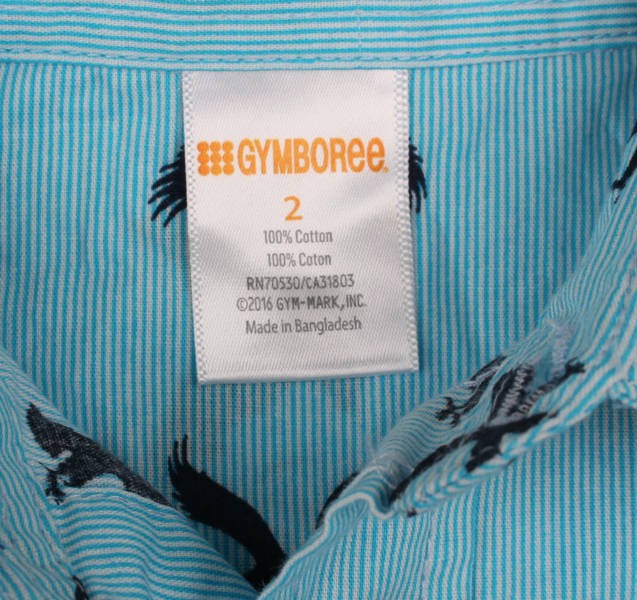 GYMBOREE
2
100% Cotton
100% Coton
RN70530/CA31803
©2016 GYM-MARK, INC.
Made in Bangladesh